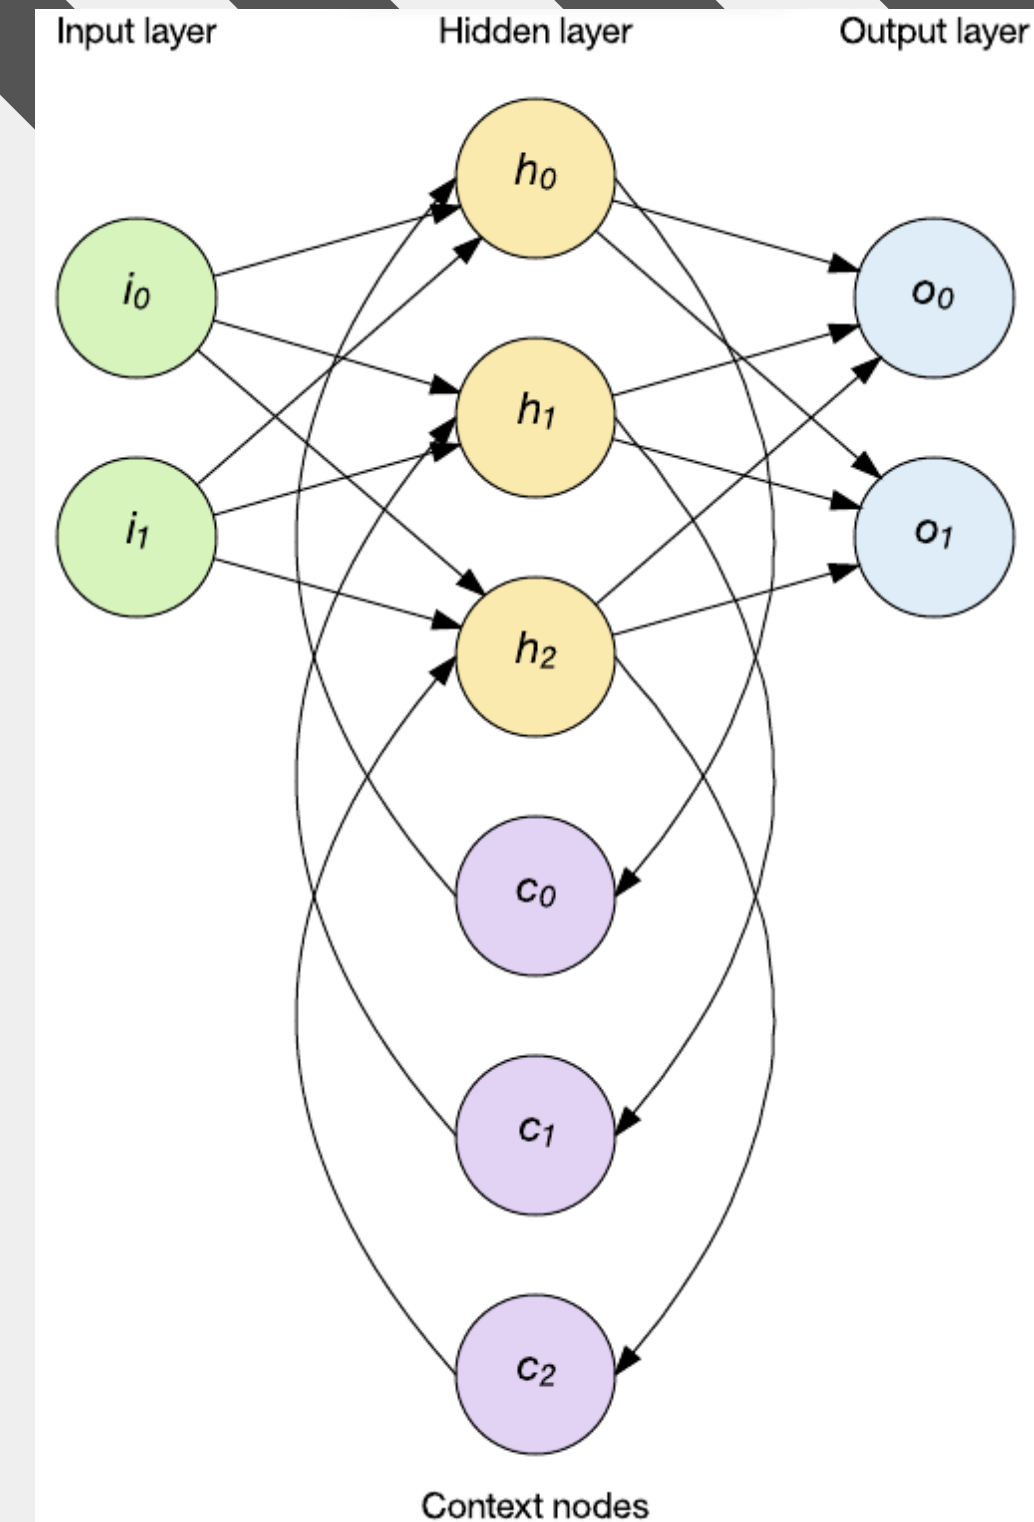 Input layer
Hidden layer
Output layer
h0
i0
o0
h1
i1
o1
h2
c0
c1
c2
Context nodes